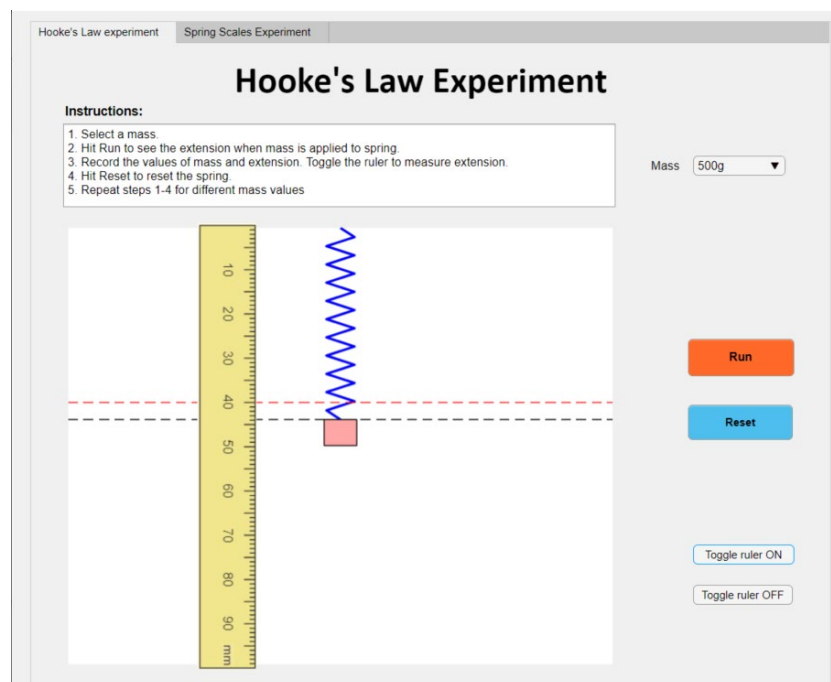 Hooke's Law experiment
Spring Scales Experiment
Hooke's Law Experiment
Instructions:
1. Select a mass.
2. Hit Run to see the extension when mass is applied to spring.
3. Record the values of mass and extension. Toggle the ruler to measure extension.
4. Hit Reset to reset the spring.
5. Repeat steps 1-4 for different mass values
Mass
500g
10
20
30
40
50
60
70
80
90
mm
Run
Reset
Toggle ruler ON
Toggle ruler OFF